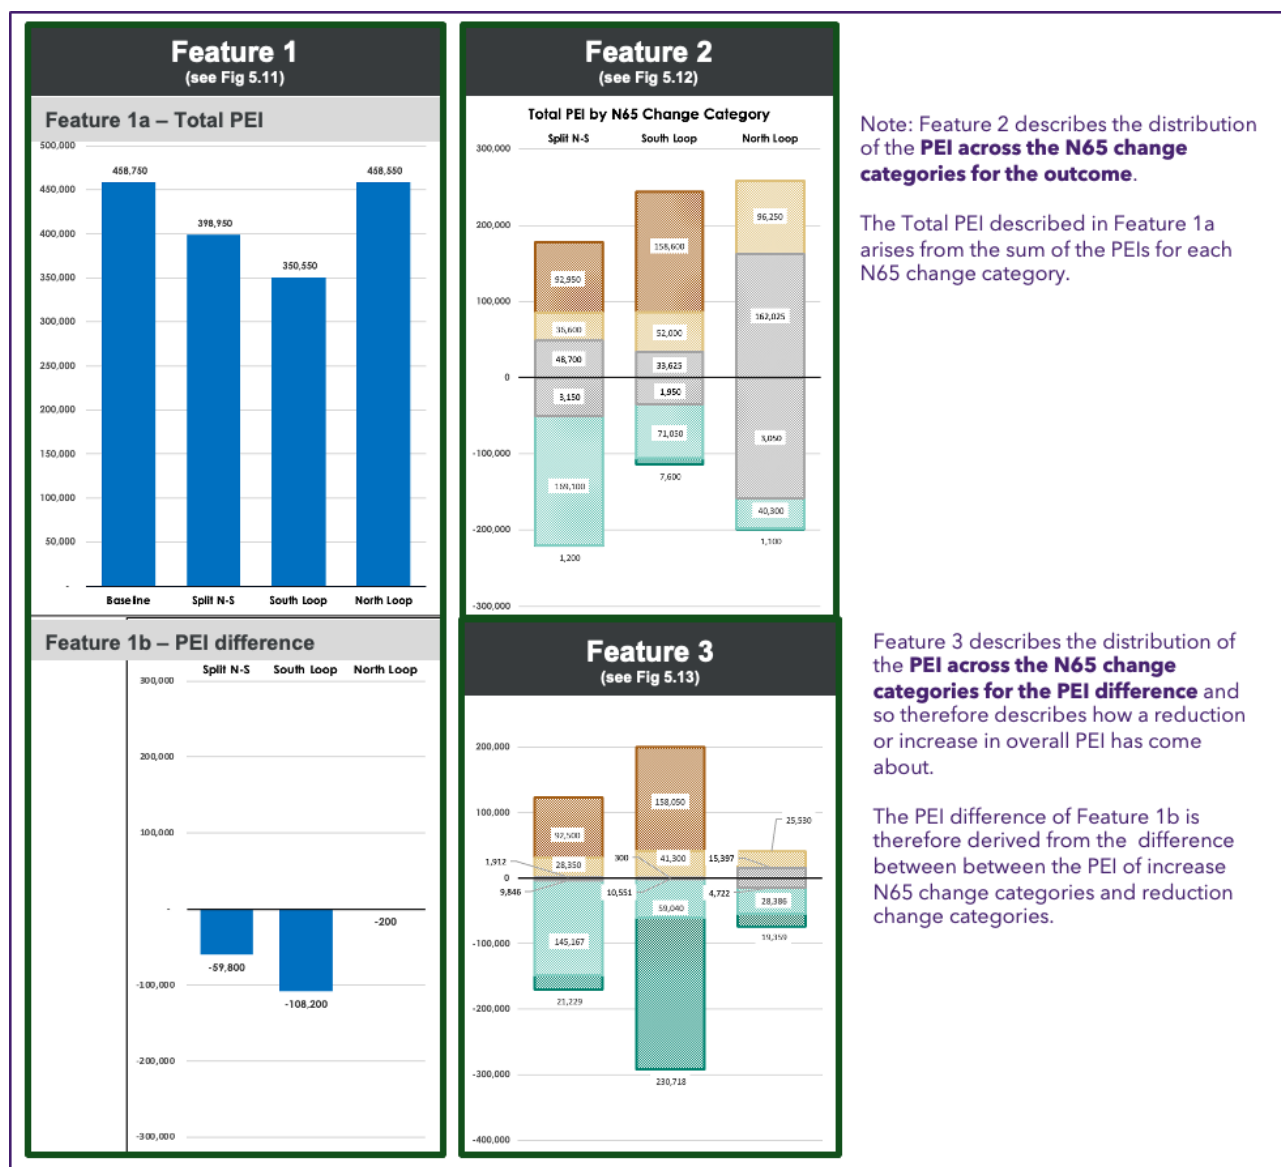 Feature 1
(see Fig 5.11)
Feature 1a – Total PEI
500,000
450,000
400,000
350,000
300,000
250,000
200,000
150,000
100,000
50,000
-
458,750
398,950
350,550
458,550
Baseline
Split N-S
South Loop
North Loop
Feature 1b – PEI difference
Split N-S
South Loop
North Loop
300,000
200,000
100,000
-
-100,000
-200,000
-300,000
-59,800
-108,200
-200
Feature 2
(see Fig 5.12)
Total PEI by N65 Change Category
Split N-S
South Loop
North Loop
300,000
200,000
100,000
0
-100,000
-200,000
-300,000
92,950
36,600
48,700
3,150
169,100
1,200
158,600
52,000
33,625
1,950
71,050
7,600
96,250
162,025
3,050
40,300
1,100
Feature 3
(see Fig 5.13)
200,000
100,000
0
-100,000
-200,000
-300,000
-400,000
92,500
28,350
1,912
9,846
145,167
21,229
158,050
41,300
300
10,551
59,040
230,718
25,530
15,397
4,722
28,386
19,359
Note: Feature 2 describes the distribution
of the PEI across the N65 change
categories for the outcome.
The Total PEI described in Feature 1a
arises from the sum of the PEIs for each
N65 change category.
Feature 3 describes the distribution of
the PEI across the N65 change
categories for the PEI difference and
so therefore describes how a reduction
or increase in overall PEI has come
about.
The PEI difference of Feature 1b is
therefore derived from the difference
between between the PEI of increase
N65 change categories and reduction
change categories.